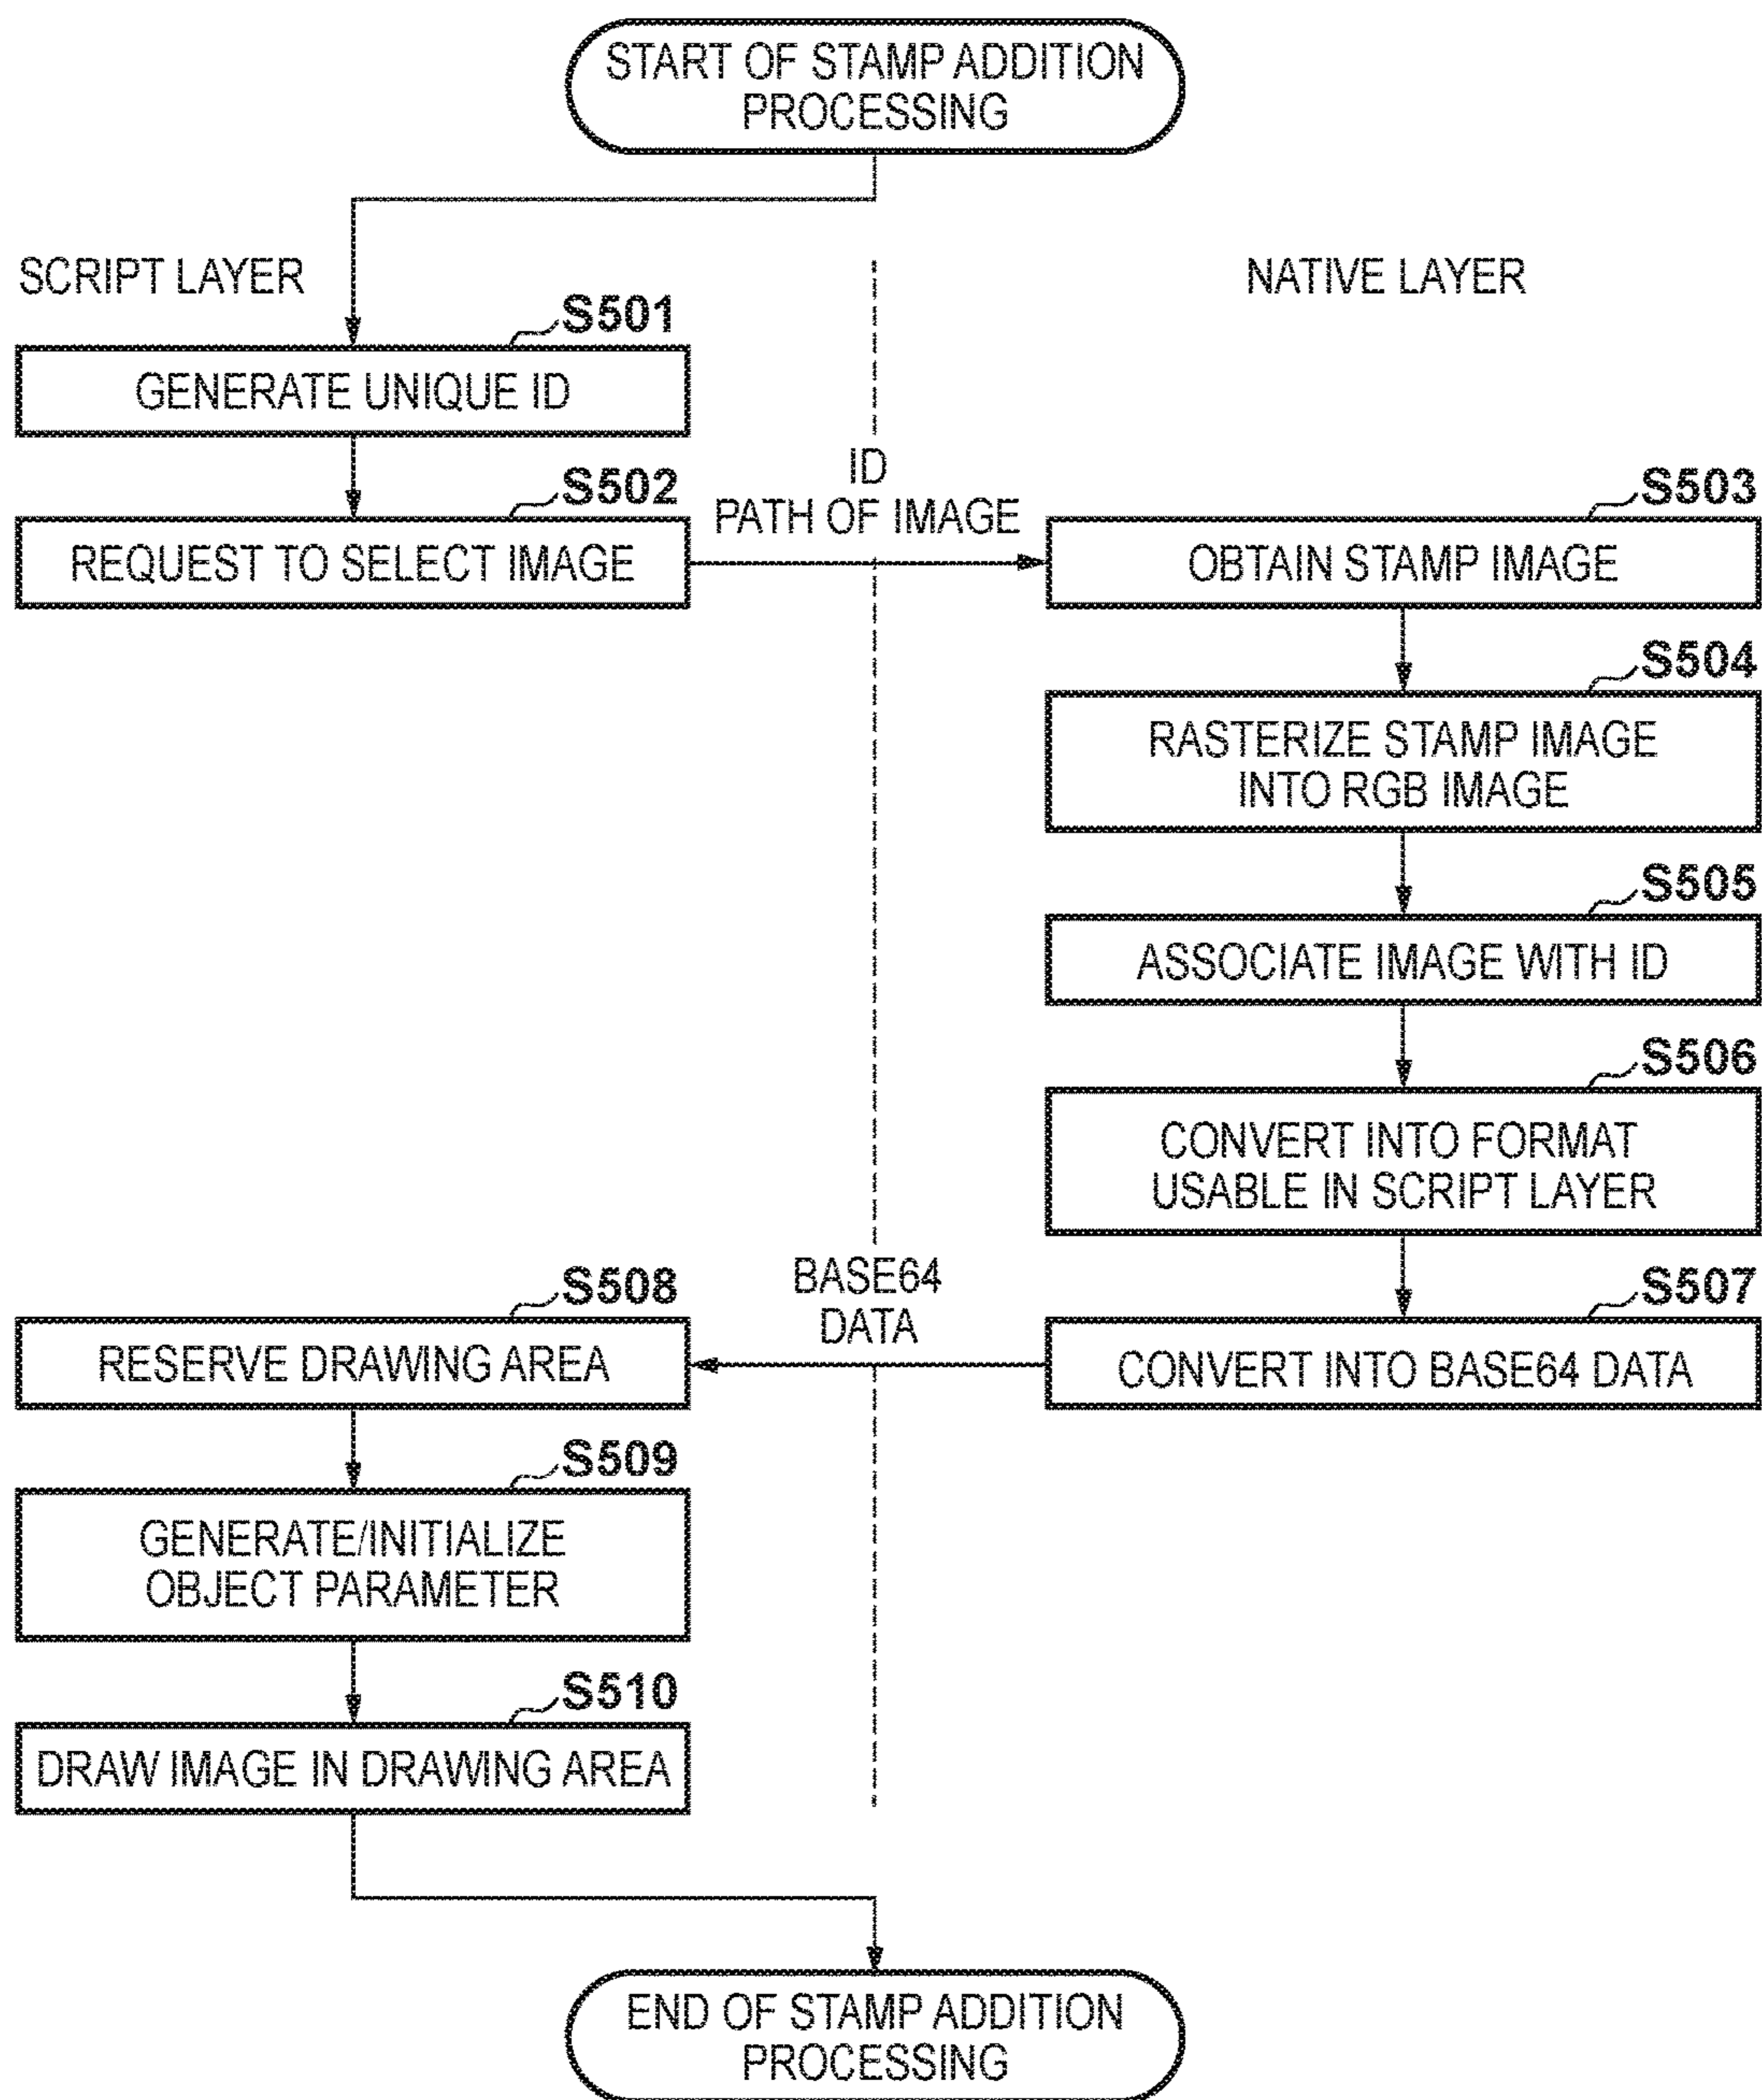 START OF STAMP ADDITION
PROCESSING
SCRIPT LAYER
NATIVE LAYER
S501
GENERATE UNIQUE ID
S502
REQUEST TO SELECT IMAGE
ID
PATH OF IMAGE
S503
OBTAIN STAMP IMAGE
S504
RASTERIZE STAMP IMAGE
INTO RGB IMAGE
S505
ASSOCIATE IMAGE WITH ID
S506
CONVERT INTO FORMAT
USABLE IN SCRIPT LAYER
S507
CONVERT INTO BASE64 DATA
BASE64
DATA
S508
RESERVE DRAWING AREA
S509
GENERATE/INITIALIZE
OBJECT PARAMETER
S510
DRAW IMAGE IN DRAWING AREA
END OF STAMP ADDITION
PROCESSING